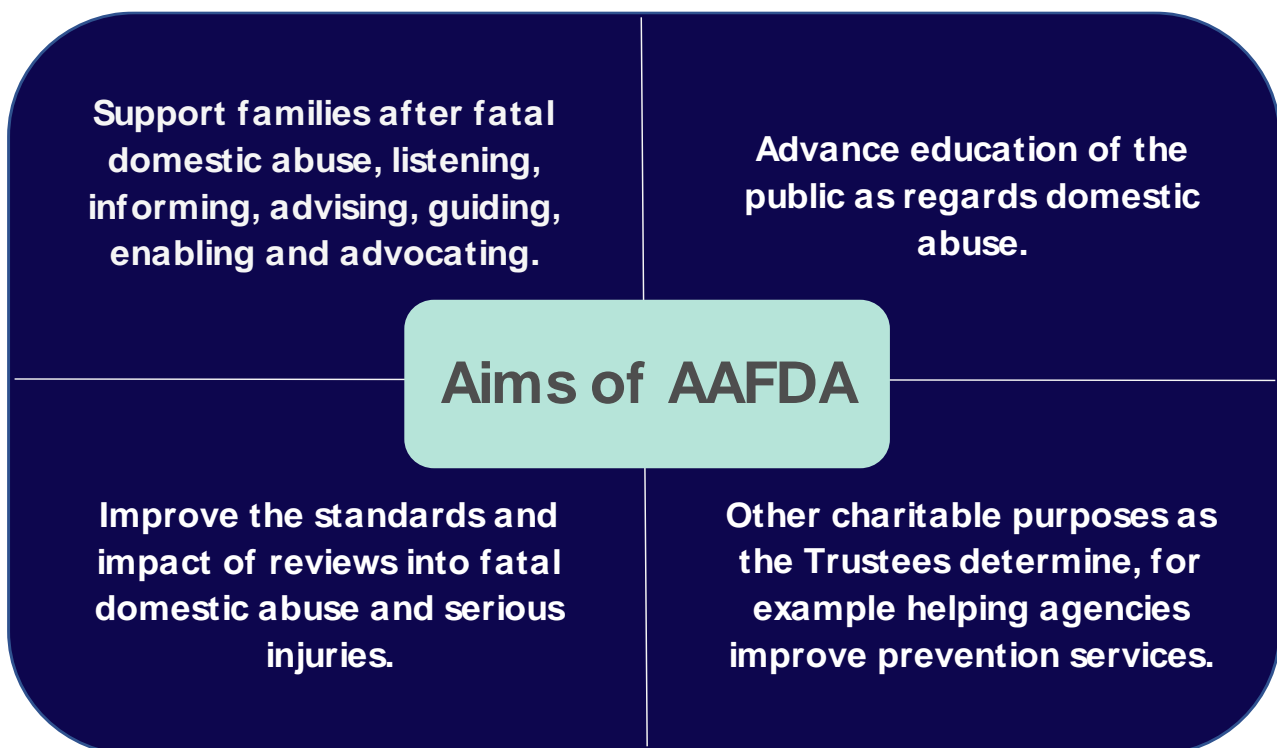 Support families after fatal
domestic abuse, listening,
informing, advising, guiding,
enabling and advocating.
Advance education of the
public as regards domestic
abuse.
Aims of AAFDA
Improve the standards and
impact of reviews into fatal
domestic abuse and serious
injuries.
Other charitable purposes as
the Trustees determine, for
example helping agencies
improve prevention services.